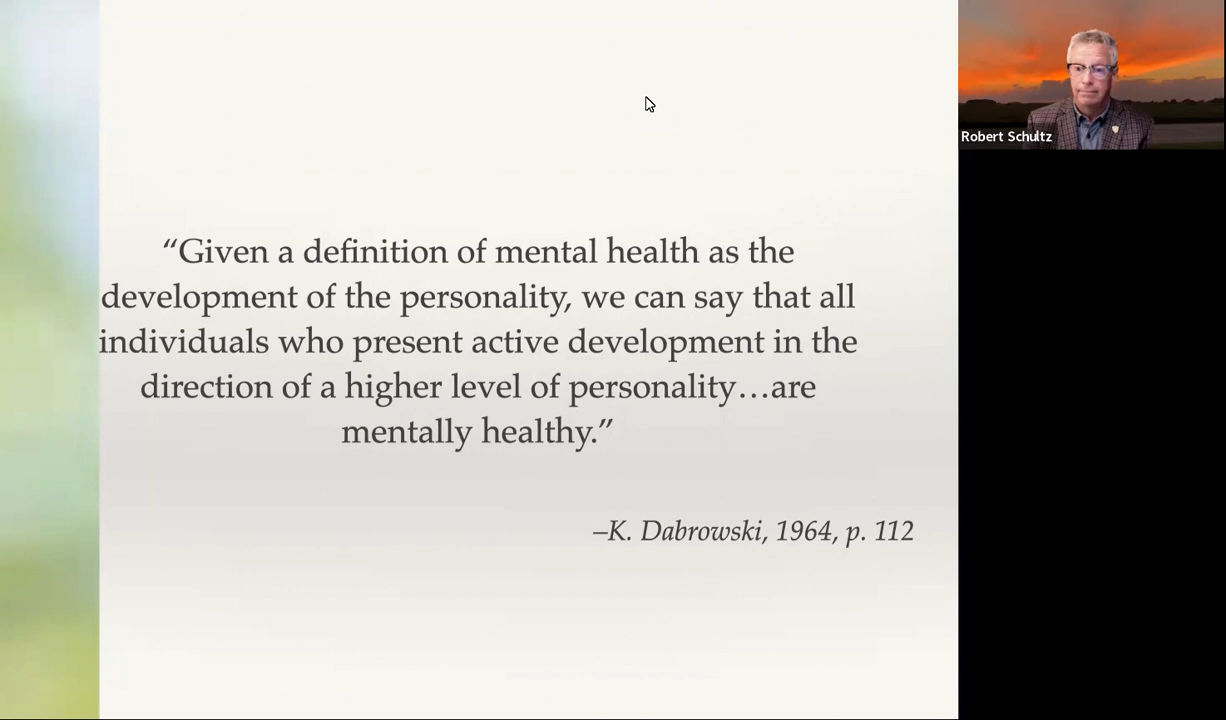 “Given a definition of mental health as the
development of the personality, we can say that all
individuals who present active development in the
direction of a higher level of personality…are
mentally healthy.”
–K. Dabrowski, 1964, p. 112
Robert Schultz